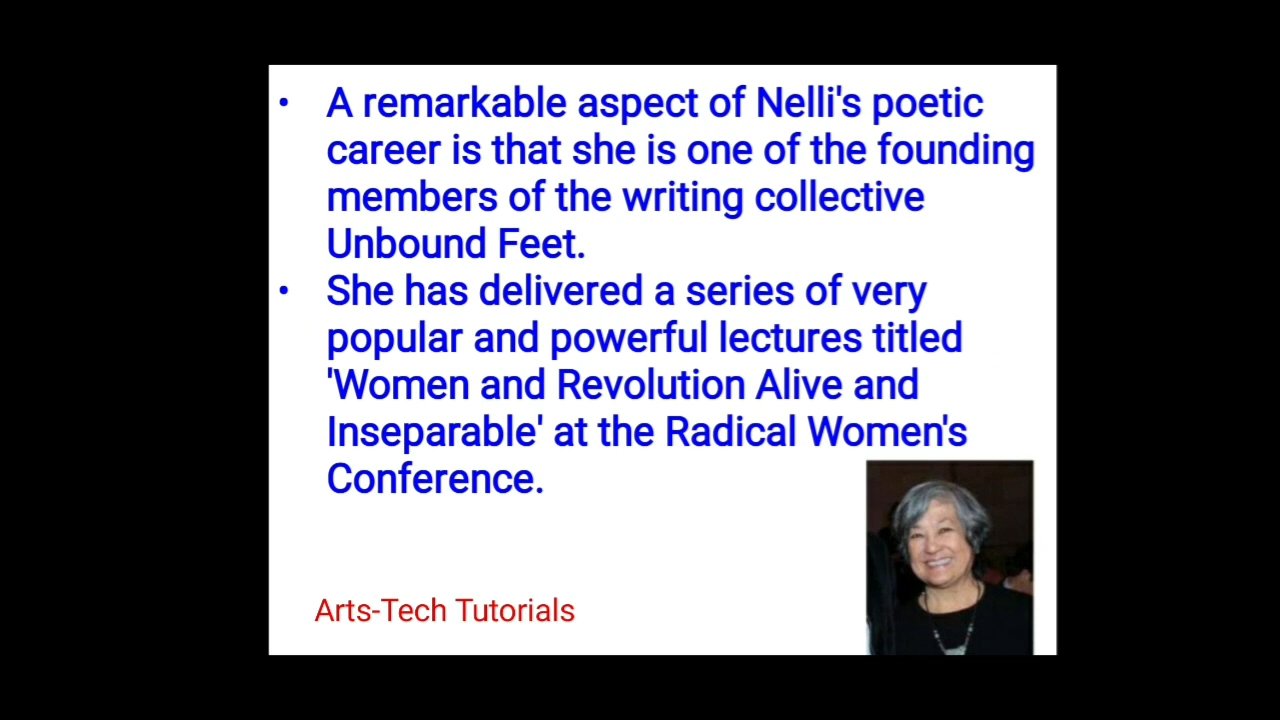 • A remarkable aspect of Nelli's poetic
career is that she is one of the founding
members of the writing collective
Unbound Feet.
• She has delivered a series of very
popular and powerful lectures titled
'Women and Revolution Alive and
Inseparable' at the Radical Women's
Conference.
Arts-Tech Tutorials